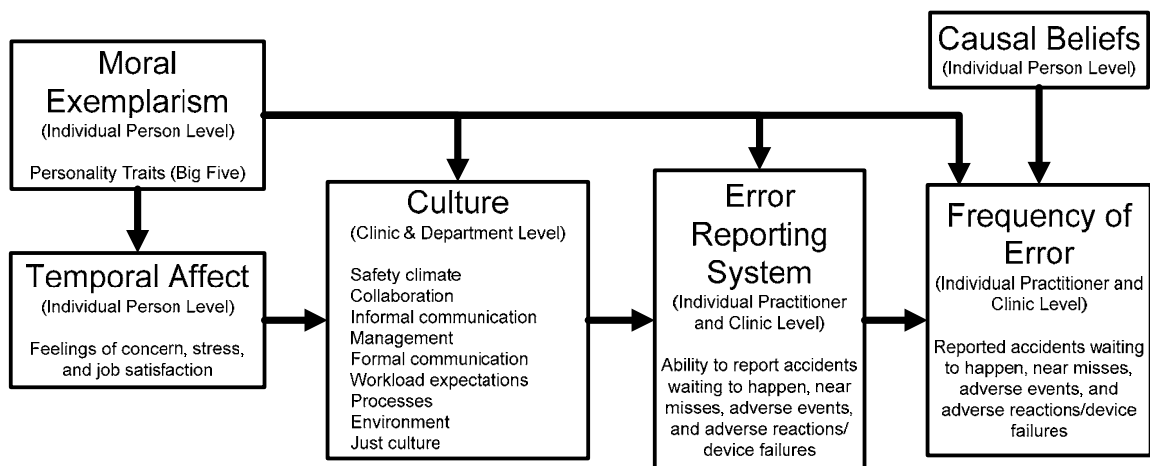 Moral
Exemplarism
(Individual Person Level)
Personality Traits (Big Five)
Temporal Affect
(Individual Person Level)
Feelings of concern, stress,
and job satisfaction
Culture
(Clinic & Department Level)
Safety climate
Collaboration
Informal communication
Management
Formal communication
Workload expectations
Processes
Environment
Just culture
Error
Reporting
System
(Individual Practitioner
and Clinic Level)
Ability to report accidents
waiting to happen, near
misses, adverse events,
and adverse reactions/
device failures
Causal Beliefs
(Individual Person Level)
Frequency of
Error
(Individual Practitioner and
Clinic Level)
Reported accidents waiting
to happen, near misses,
adverse events, and
adverse reactions/device
failures